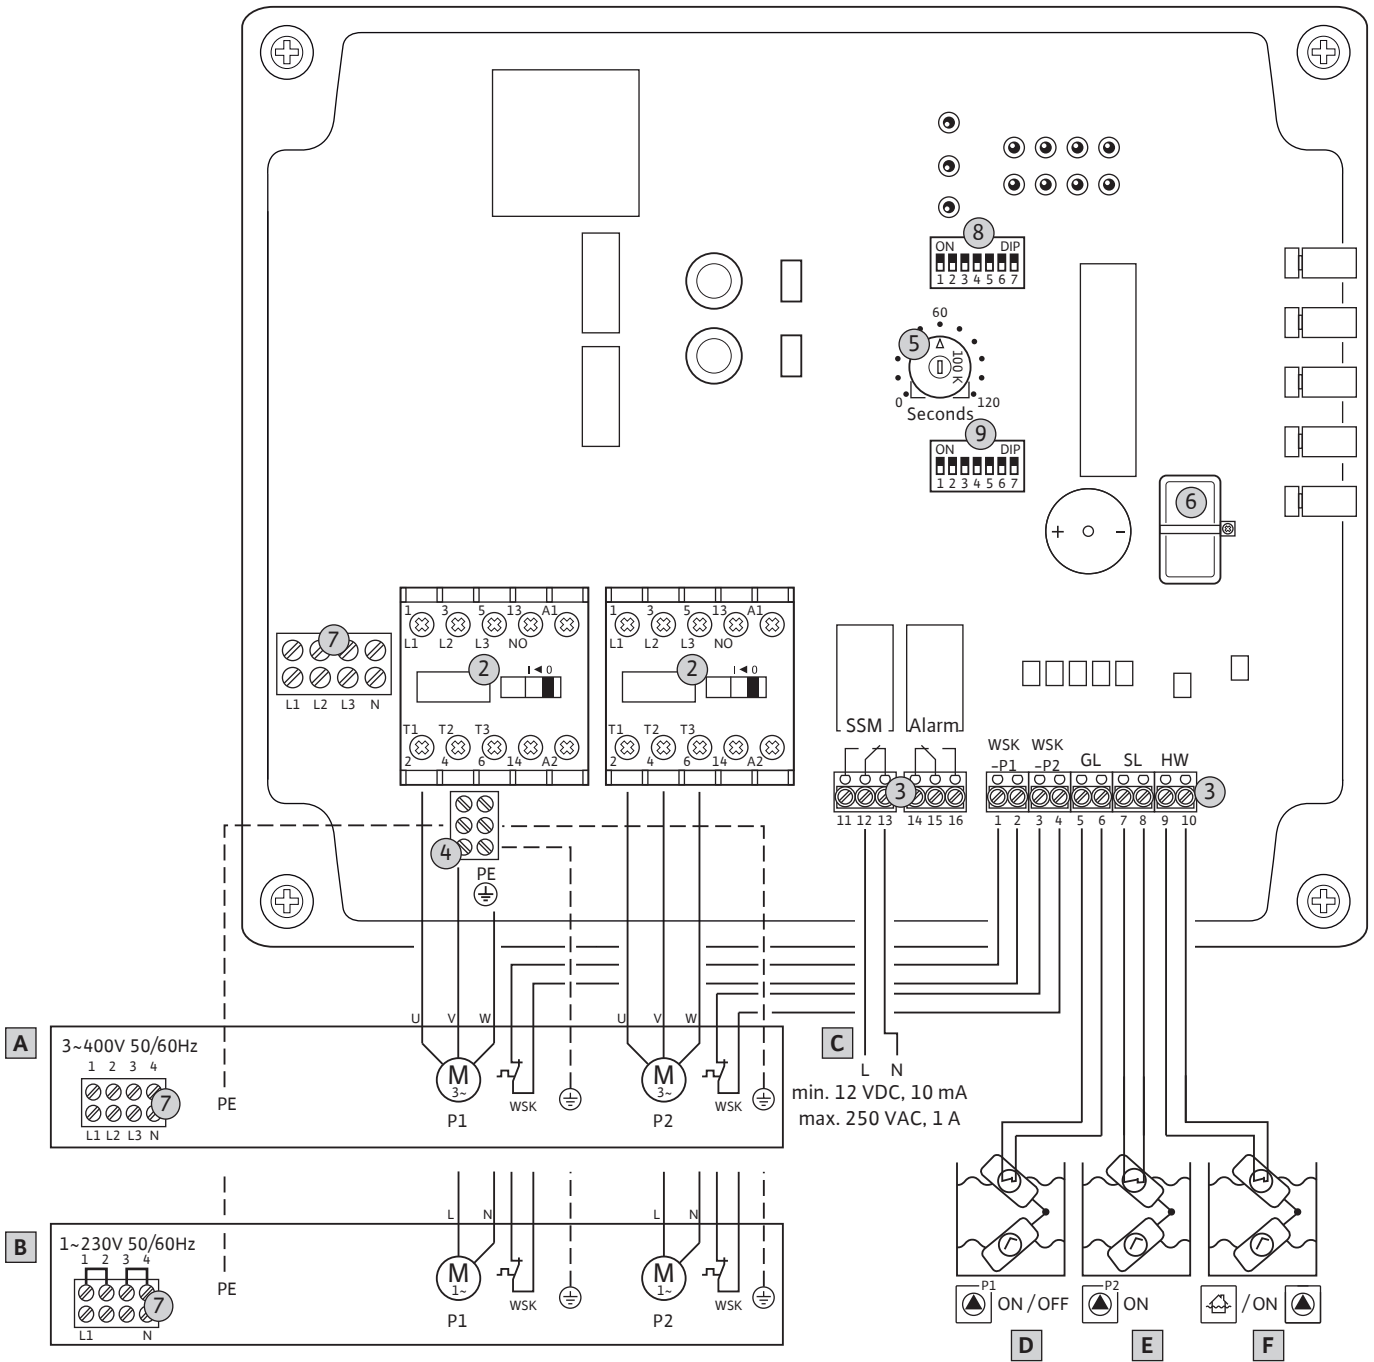 8
ON DIP
1 2 3 4 5 6 7
60
5
100 K
0 120
Seconds
9
ON DIP
1 2 3 4 5 6 7
6
+ -
7
L1 L2 L3 N
1 3 5 13 A1
L1 L2 L3 NO
2
I ◄ 0
T1 T2 T3
2 4 6 14 A2
1 3 5 13 A1
L1 L2 L3 NO
2
I ◄ 0
T1 T2 T3
2 4 6 14 A2
SSM Alarm
WSK WSK
-P1 -P2 GL SL HW
3 3
11 12 13 14 15 16 1 2 3 4 5 6 7 8 9 10
4
PE
A
3~400V 50/60Hz
1 2 3 4
7
L1 L2 L3 N
PE
U V W
M
3~
P1
WSK
U V W
M
3~
P2
WSK
C
L N
min. 12 VDC, 10 mA
max. 250 VAC, 1 A
B
1~230V 50/60Hz
1 2 3 4
7
L1 N
PE
L N
M
1~
P1
WSK
L N
M
1~
P2
WSK
P1
ON / OFF
D
P2
ON
E
/ ON
F